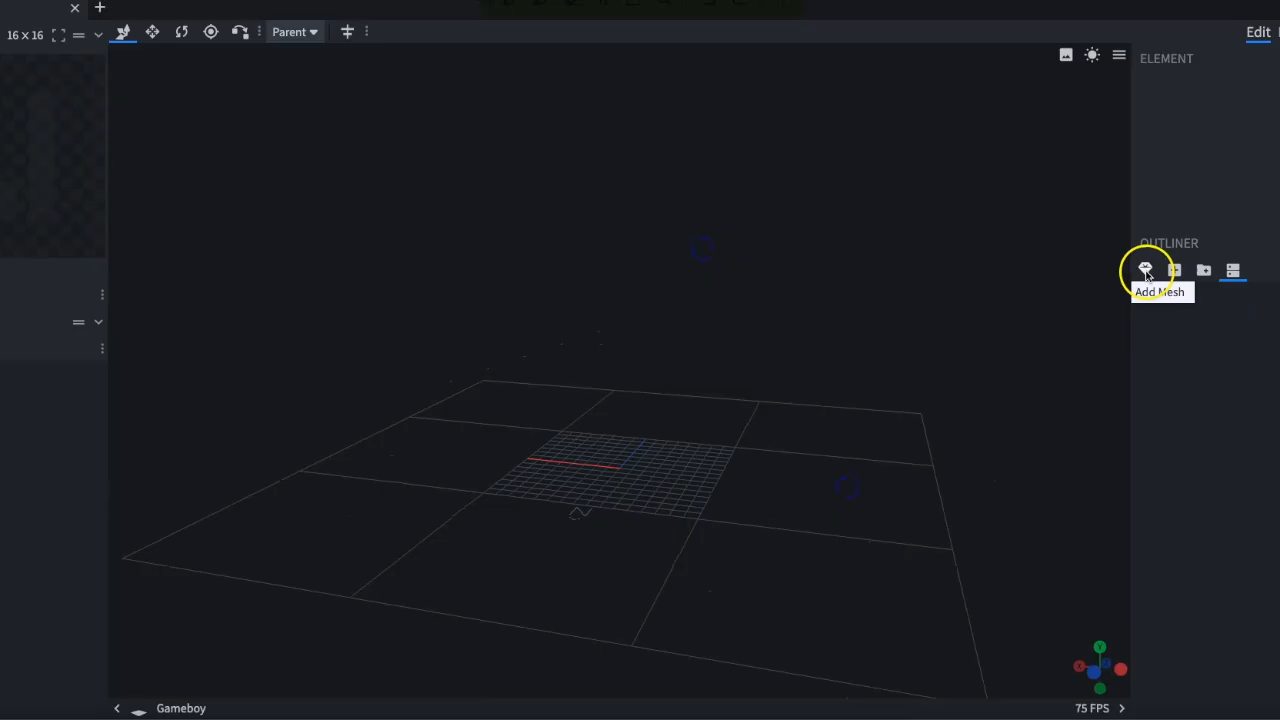 16 × 16
Parent
Edit
ELEMENT
OUTLINER
Add Mesh
Y
X
Z
Gameboy
75 FPS